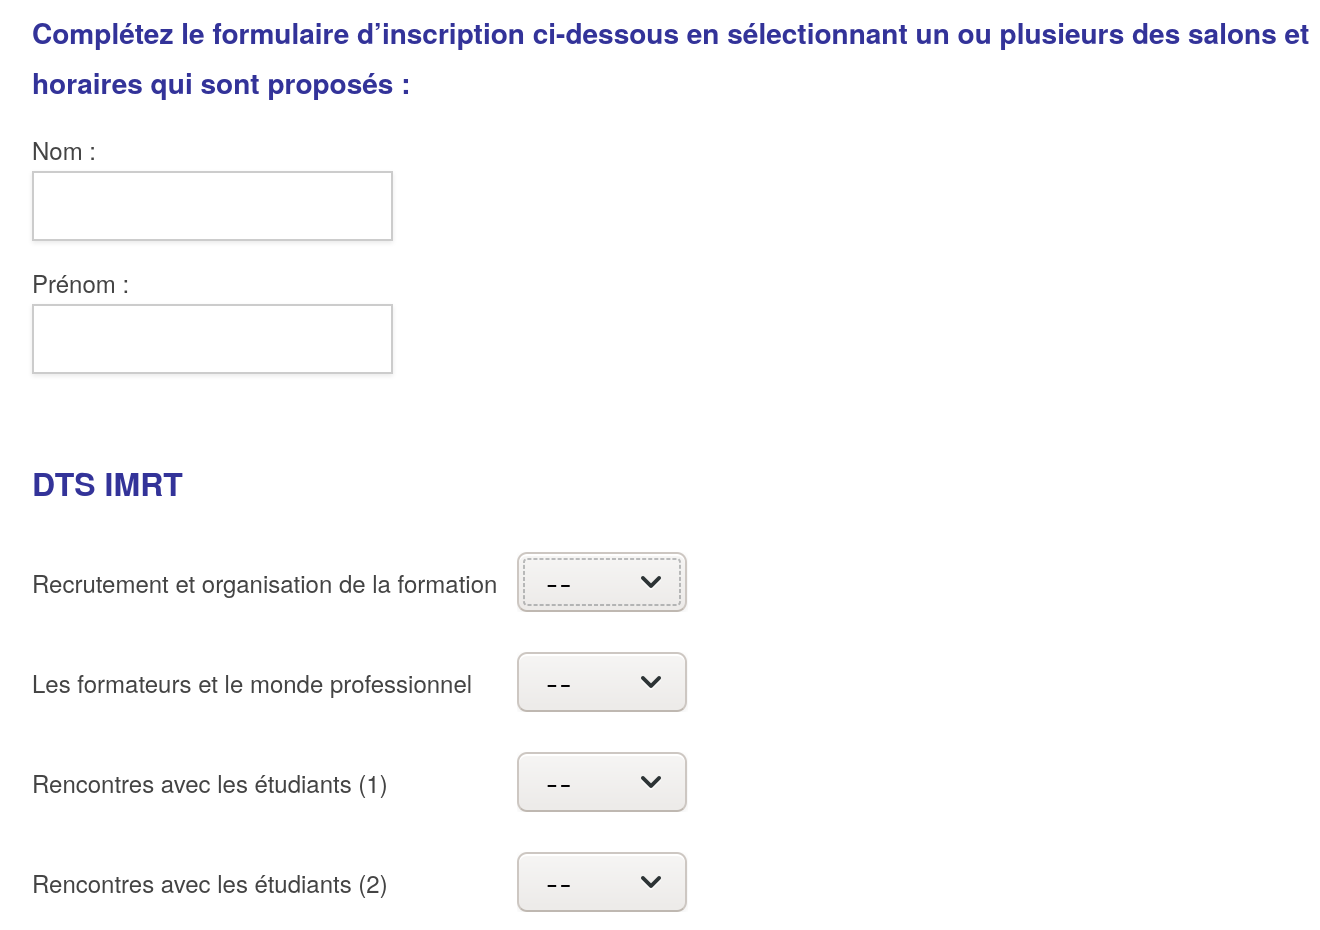 Complétez le formulaire d’inscription ci-dessous en sélectionnant un ou plusieurs des salons et
horaires qui sont proposés :
Nom :
Prénom :
DTS IMRT
Recrutement et organisation de la formation --
Les formateurs et le monde professionnel --
Rencontres avec les étudiants (1) --
Rencontres avec les étudiants (2) --